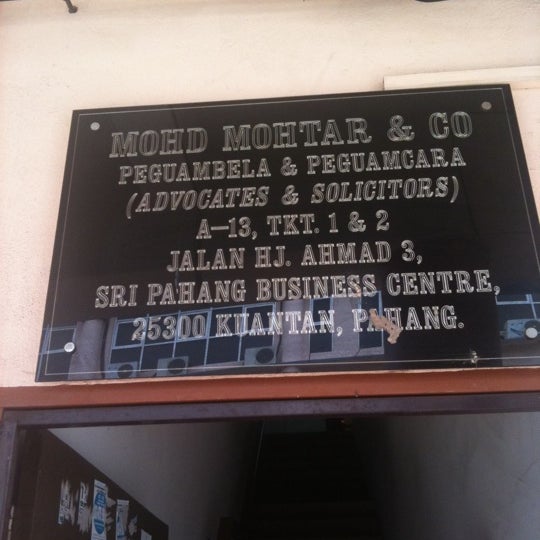 MOHD MOHTAR & CO
PEGUAMBELA & PEGUAMCARA
(ADVOCATES & SOLICITORS)
A-13, TKT. 1 & 2
JALAN HJ. AHMAD 3,
SRI PAHANG BUSINESS CENTRE,
25300 KUANTAN, PAHANG.